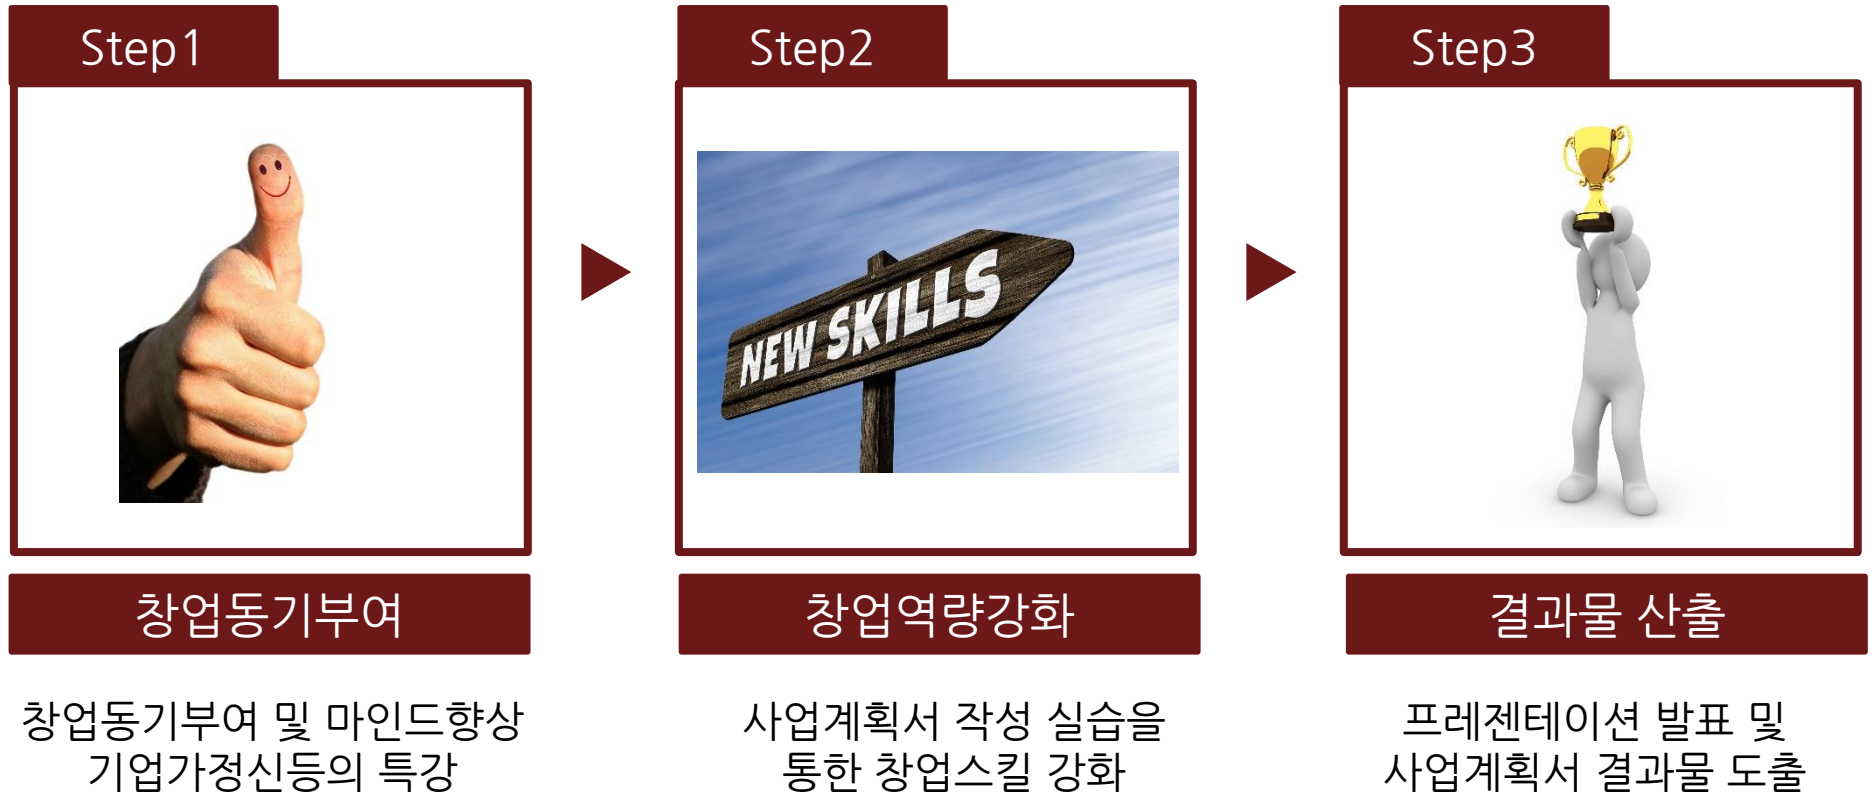 Step1
창업동기부여
창업동기부여 및 마인드향상
기업가정신등의 특강
Step2
NEW SKILLS
창업역량강화
사업계획서 작성 실습을
통한 창업스킬 강화
Step3
결과물 산출
프레젠테이션 발표 및
사업계획서 결과물 도출